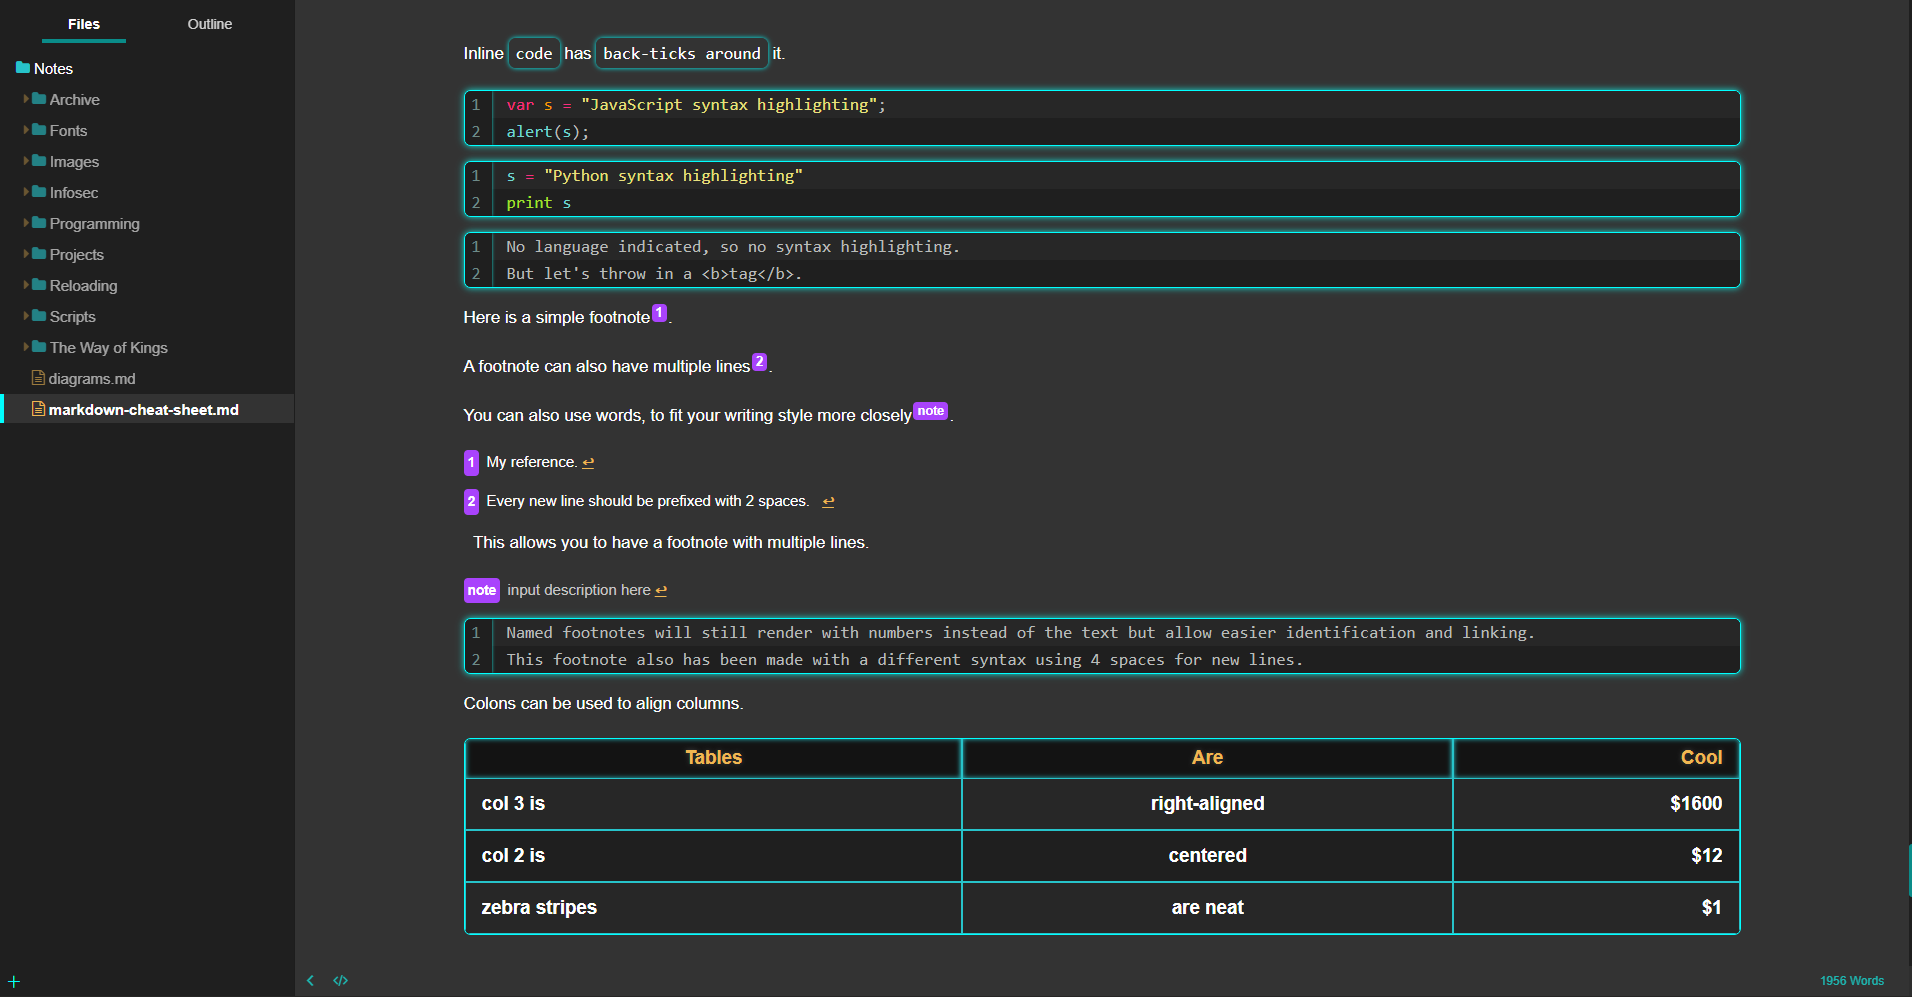 Files
Outline
Notes
Archive
Fonts
Images
Infosec
Programming
Projects
Reloading
Scripts
The Way of Kings
diagrams.md
markdown-cheat-sheet.md
Inline code has back-ticks around it.
1 var s = "JavaScript syntax highlighting";
2 alert(s);
1 s = "Python syntax highlighting"
2 print s
1 No language indicated, so no syntax highlighting.
2 But let's throw in a <b>tag</b>.
Here is a simple footnote1.
A footnote can also have multiple lines2.
You can also use words, to fit your writing style more closelynote.
1 My reference. ↩
2 Every new line should be prefixed with 2 spaces. ↩
This allows you to have a footnote with multiple lines.
note input description here ↩
1 Named footnotes will still render with numbers instead of the text but allow easier identification and linking.
2 This footnote also has been made with a different syntax using 4 spaces for new lines.
Colons can be used to align columns.
Tables Are Cool
col 3 is right-aligned $1600
col 2 is centered $12
zebra stripes are neat $1
+ < </> 1956 Words